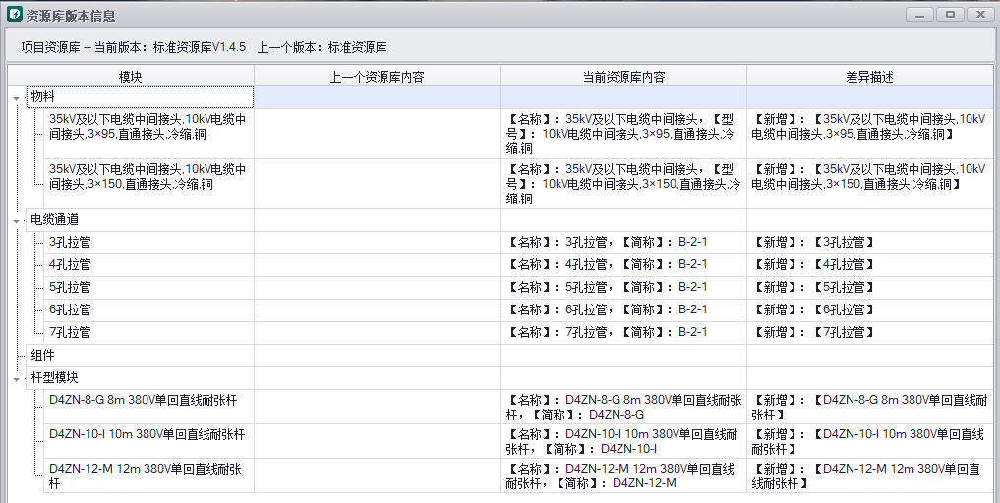 资源库版本信息
项目资源库 -- 当前版本：标准资源库V1.4.5 上一个版本：标准资源库
模块 上一个资源库内容 当前资源库内容 差异描述
物料
35kV及以下电缆中间接头,10kV电缆中
间接头,3×95,直通接头,冷缩,铜
【名称】：35kV及以下电缆中间接头，【型
号】：10kV电缆中间接头,3×95,直通接头,冷
缩,铜
【新增】：【35kV及以下电缆中间接头,10kV
电缆中间接头,3×95,直通接头,冷缩,铜】
35kV及以下电缆中间接头,10kV电缆中
间接头,3×150,直通接头,冷缩,铜
【名称】：35kV及以下电缆中间接头，【型
号】：10kV电缆中间接头,3×150,直通接头,冷
缩,铜
【新增】：【35kV及以下电缆中间接头,10kV
电缆中间接头,3×150,直通接头,冷缩,铜】
电缆通道
3孔拉管 【名称】：3孔拉管，【简称】：B-2-1 【新增】：【3孔拉管】
4孔拉管 【名称】：4孔拉管，【简称】：B-2-1 【新增】：【4孔拉管】
5孔拉管 【名称】：5孔拉管，【简称】：B-2-1 【新增】：【5孔拉管】
6孔拉管 【名称】：6孔拉管，【简称】：B-2-1 【新增】：【6孔拉管】
7孔拉管 【名称】：7孔拉管，【简称】：B-2-1 【新增】：【7孔拉管】
组件
杆型模块
D4ZN-8-G 8m 380V单回直线耐张杆
【名称】：D4ZN-8-G 8m 380V单回直线耐张
杆，【简称】：D4ZN-8-G
【新增】：【D4ZN-8-G 8m 380V单回直线耐
张杆】
D4ZN-10-I 10m 380V单回直线耐张杆
【名称】：D4ZN-10-I 10m 380V单回直线耐
张杆，【简称】：D4ZN-10-I
【新增】：【D4ZN-10-I 10m 380V单回直线
耐张杆】
D4ZN-12-M 12m 380V单回直线耐张
杆
【名称】：D4ZN-12-M 12m 380V单回直线
耐张杆，【简称】：D4ZN-12-M
【新增】：【D4ZN-12-M 12m 380V单回直
线耐张杆】